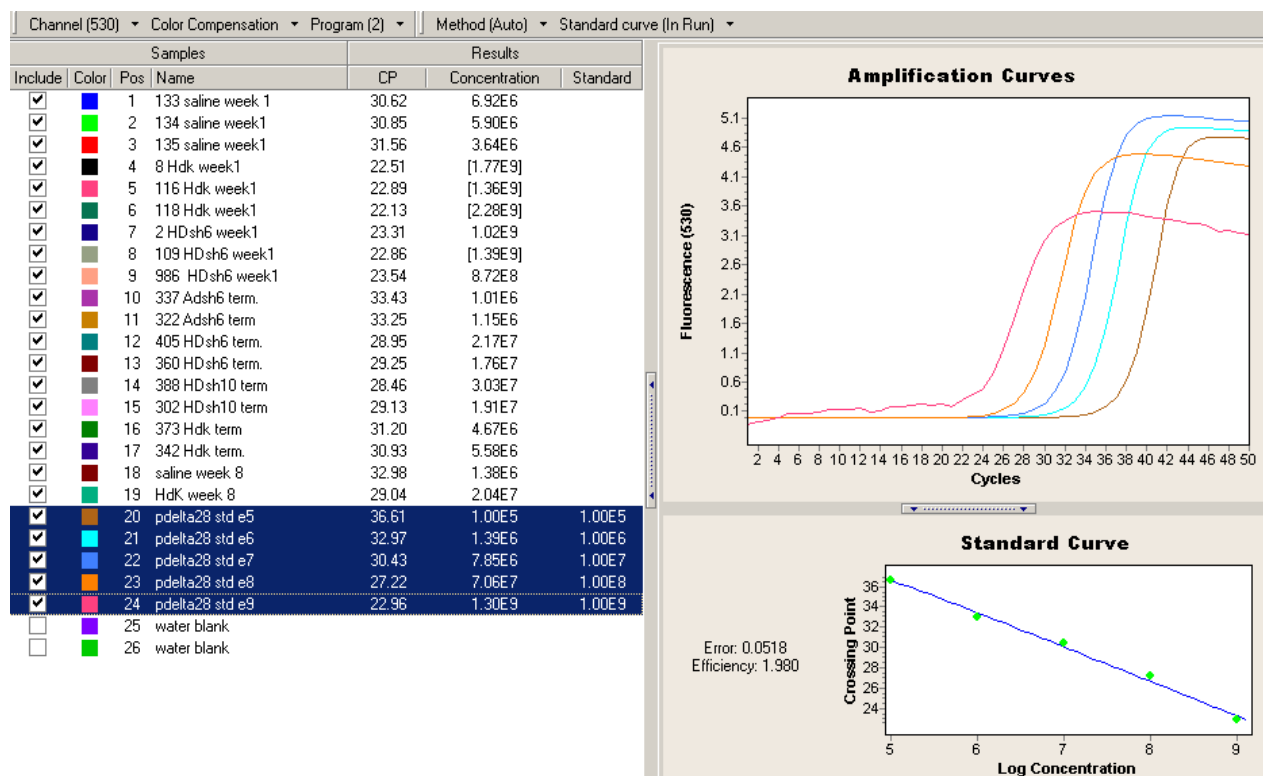 Channel (530) Color Compensation Program (2) Method (Auto) Standard curve (In Run)
Samples Results
Include Color Pos Name CP Concentration Standard
1 133 saline week 1 30.62 6.92E6
2 134 saline week1 30.85 5.90E6
3 135 saline week1 31.56 3.64E6
4 8 Hdk week1 22.51 [1.77E9]
5 116 Hdk week1 22.89 [1.36E9]
6 118 Hdk week1 22.13 [2.28E9]
7 2 HDsh6 week1 23.31 1.02E9
8 109 HDsh6 week1 22.86 [1.39E9]
9 986 HDsh6 week1 23.54 8.72E8
10 337 Adsh6 term. 33.43 1.01E6
11 322 Adsh6 term 33.25 1.15E6
12 405 HDsh6 term. 28.95 2.17E7
13 360 HDsh6 term. 29.25 1.76E7
14 388 HDsh10 term 28.46 3.03E7
15 302 HDsh10 term 29.13 1.91E7
16 373 Hdk term 31.20 4.67E6
17 342 Hdk term. 30.93 5.58E6
18 saline week 8 32.98 1.38E6
19 HdK week 8 29.04 2.04E7
20 pdelta28 std e5 36.61 1.00E5 1.00E5
21 pdelta28 std e6 32.97 1.39E6 1.00E6
22 pdelta28 std e7 30.43 7.85E6 1.00E7
23 pdelta28 std e8 27.22 7.06E7 1.00E8
24 pdelta28 std e9 22.96 1.30E9 1.00E9
25 water blank
26 water blank
Amplification Curves
Fluorescence (530)
5.1
4.6
4.1
3.6
3.1
2.6
2.1
1.6
1.1
0.6
0.1
2 4 6 8 10 12 14 16 18 20 22 24 26 28 30 32 34 36 38 40 42 44 46 48 50
Cycles
Standard Curve
Error: 0.0518
Efficiency: 1.980
Crossing Point
36
34
32
30
28
26
24
5 6 7 8 9
Log Concentration